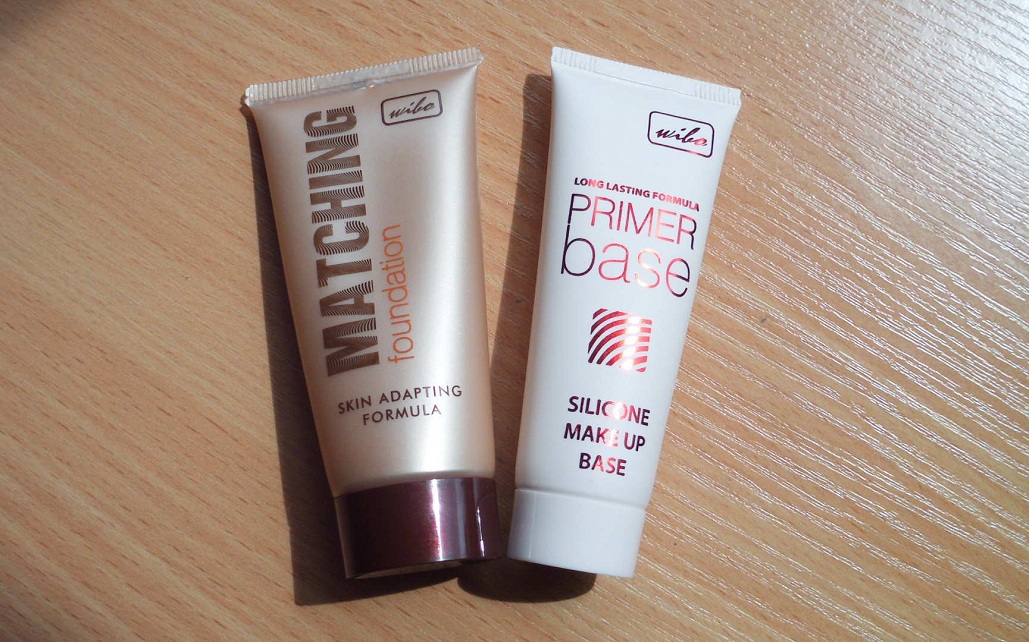 wibo
MATCHING
foundation
SKIN ADAPTING
FORMULA
wibo
LONG LASTING FORMULA
PRIMER
base
SILICONE
MAKE UP
BASE